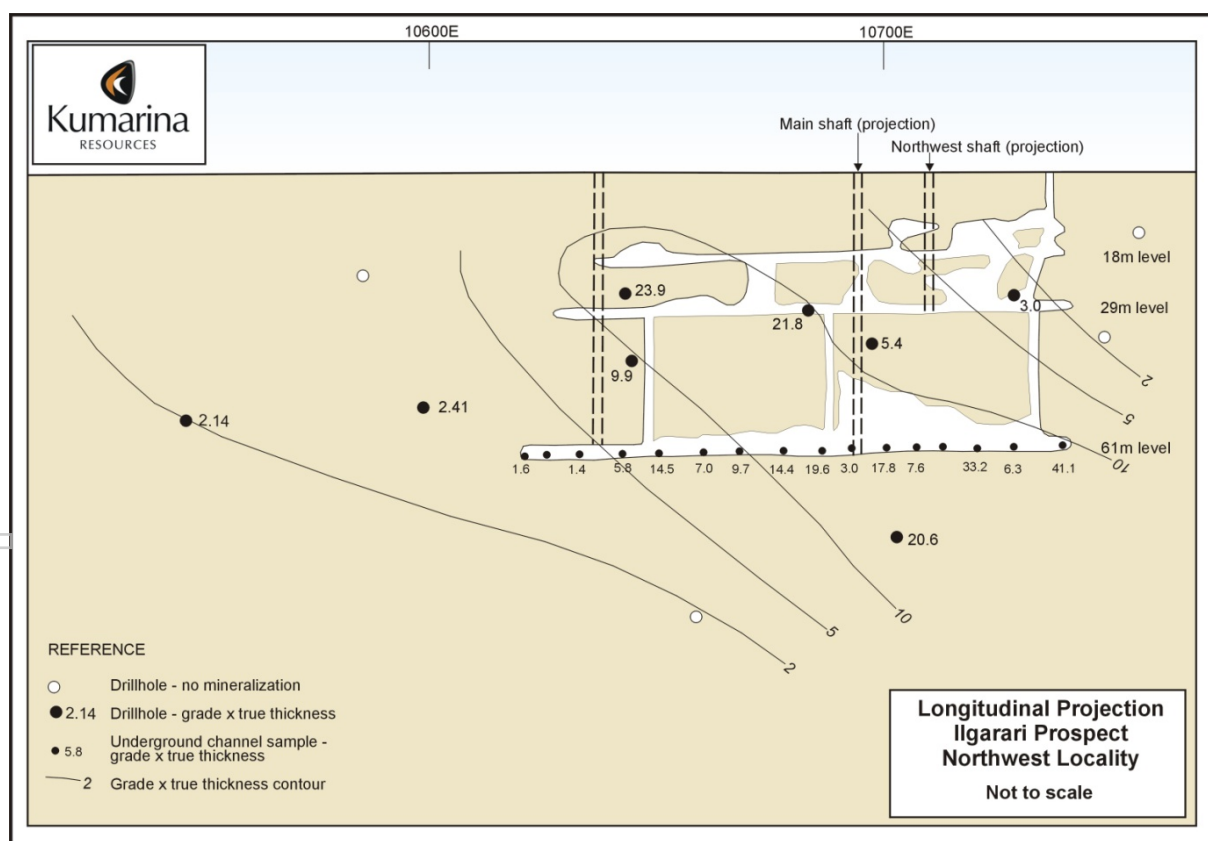 10600E
10700E
Kumarina
RESOURCES
Main shaft (projection)
Northwest shaft (projection)
18m level
23.9
3.0
29m level
21.8
5.4
9.9
2
2.41
5
2.14
61m level
10
1.6
1.4
5.8
14.5
7.0
9.7
14.4
19.6
3.0
17.8
7.6
33.2
6.3
41.1
20.6
10
5
2
REFERENCE
Drillhole - no mineralization
2.14 Drillhole - grade x true thickness
5.8 Underground channel sample -
grade x true thickness
2 Grade x true thickness contour
Longitudinal Projection
Ilgarari Prospect
Northwest Locality
Not to scale